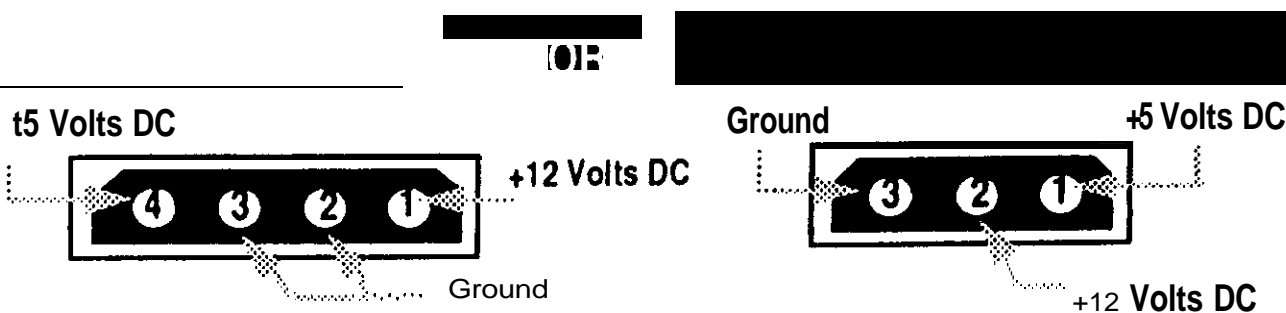 OR
t5 Volts DC
Ground
+5 Volts DC
+12 Volts DC
4 3 2 1
3 2 1
Ground
+12 Volts DC